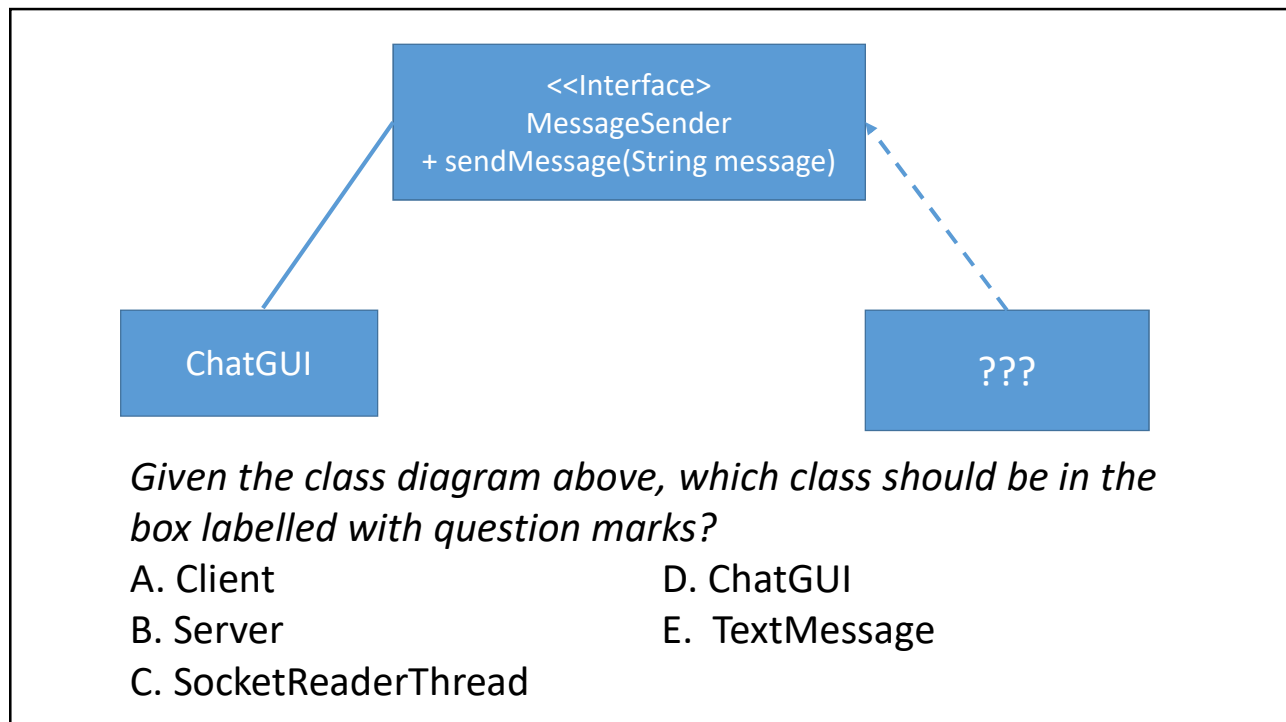 <<Interface>
MessageSender
+ sendMessage(String message)
ChatGUI
???
Given the class diagram above, which class should be in the
box labelled with question marks?
A. Client
B. Server
C. SocketReaderThread
D. ChatGUI
E. TextMessage